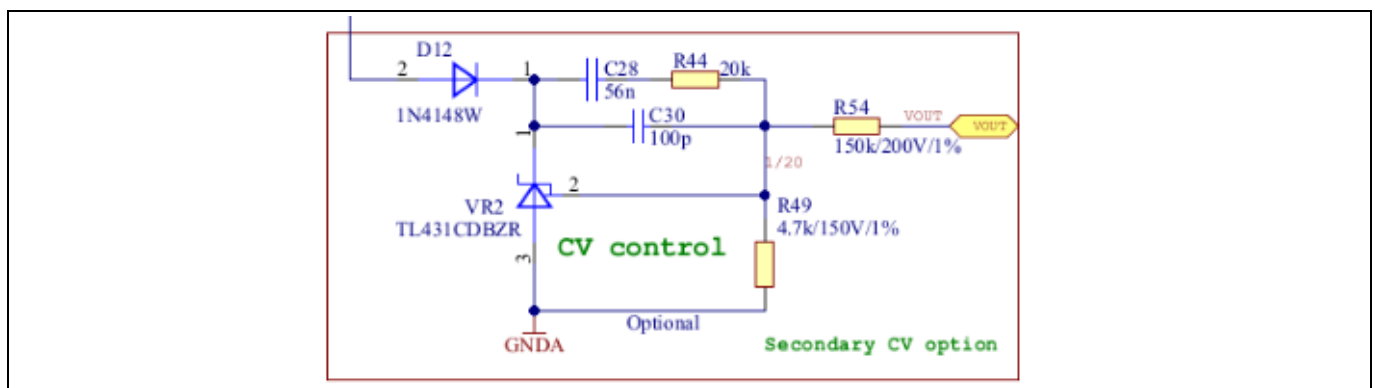 D12
2
1
1N4148W
C28
56n
R44
20k
C30
100p
R54
VOUT
VOUT
150k/200V/1%
1/20
1
2
VR2
TL431CDBZR
R49
4.7k/150V/1%
CV control
3
Optional
GNDA
Secondary CV option